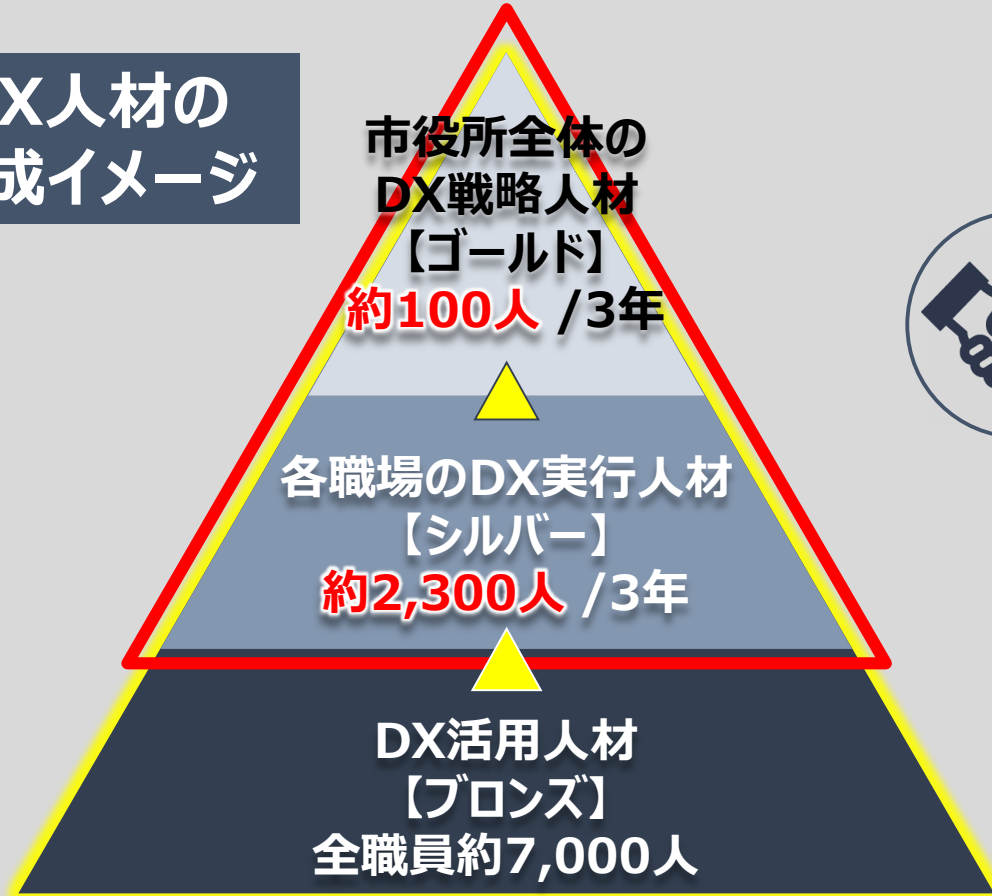 X人材の
成イメージ
市役所全体の
DX戦略人材
【ゴールド】
約100人 /3年
各職場のDX実行人材
【シルバー】
約2,300人 /3年
DX活用人材
【ブロンズ】
全職員約7,000人